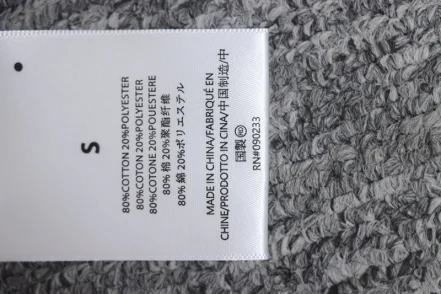 S
80%COTTON 20%POLYESTER
80%COTON 20%POLYESTER
80%COTONE 20%POLIESTERE
80% 棉 20%聚酯纤维
80% 綿 20%ポリエステル
MADE IN CHINA/FABRIQUÉ EN
CHINE/PRODOTTO IN CINA/中国制造/中
国製
RN#090233